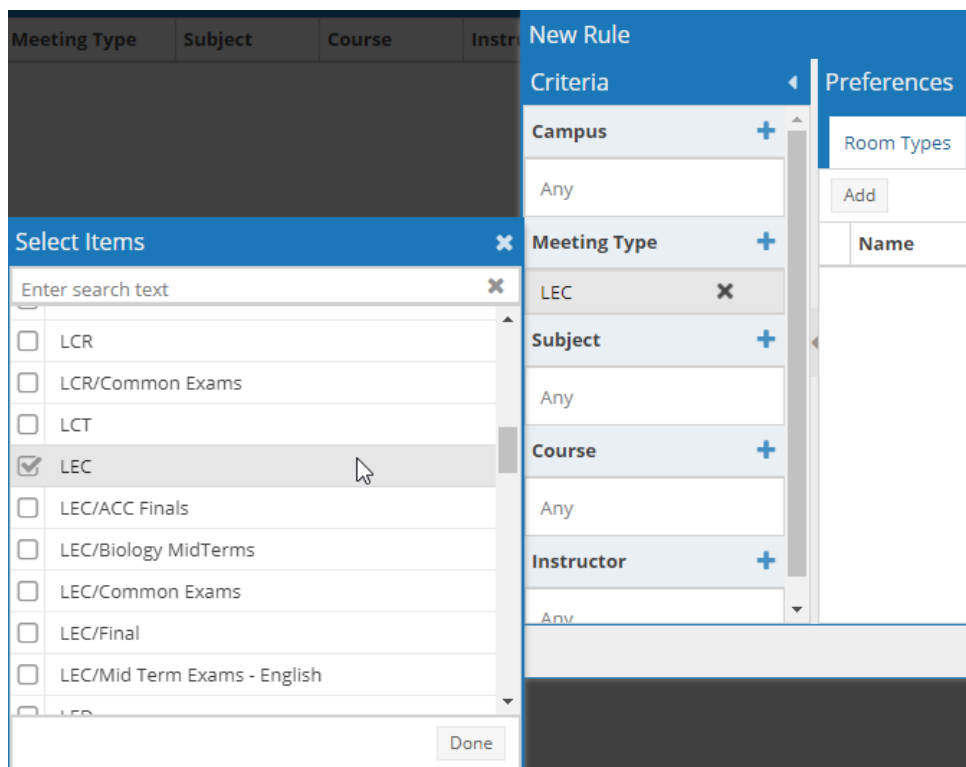 Meeting Type Subject Course Instru
New Rule
Criteria
Preferences
Campus
Any
Room Types
Add
Name
Meeting Type
LEC
Subject
Any
Course
Any
Instructor
Any
Select Items
Enter search text
LCR
LCR/Common Exams
LCT
LEC
LEC/ACC Finals
LEC/Biology MidTerms
LEC/Common Exams
LEC/Final
LEC/Mid Term Exams - English
Done